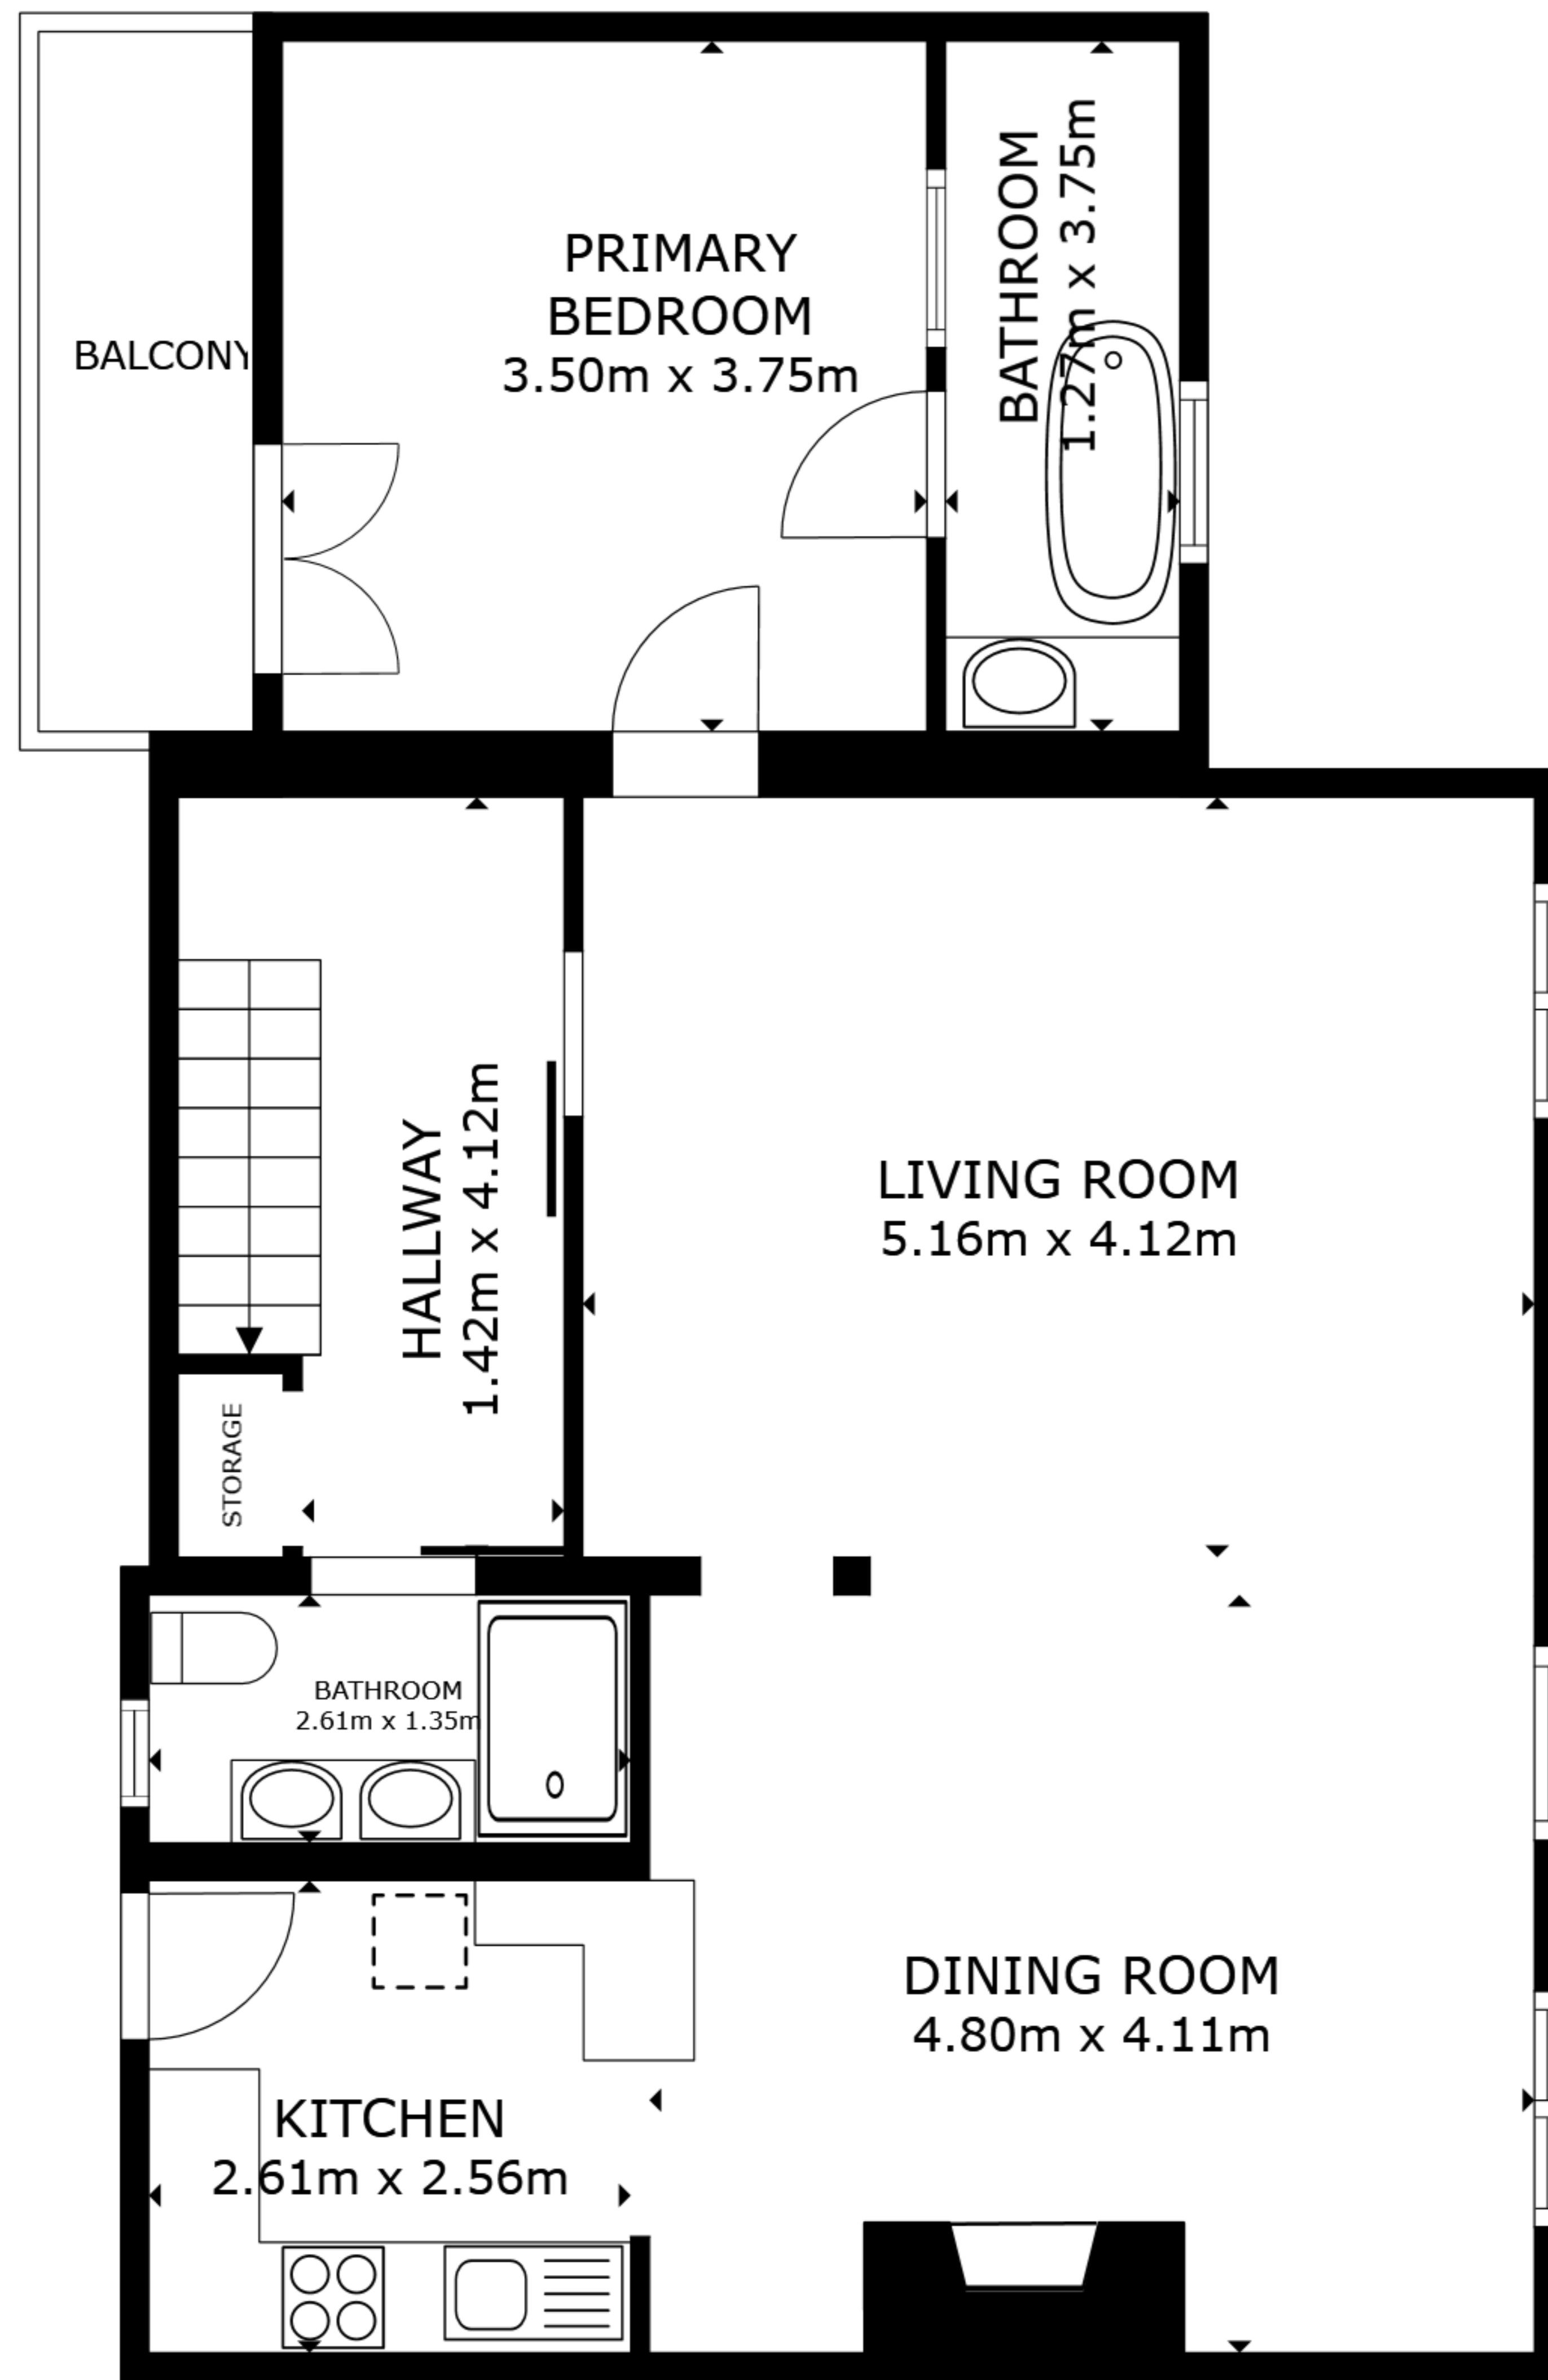 PRIMARY
BEDROOM
3.50m x 3.75m
BATHROOM
1.27m x 3.75m
BALCONY
HALLWAY
1.42m x 4.12m
LIVING ROOM
5.16m x 4.12m
STORAGE
BATHROOM
2.61m x 1.35m
DINING ROOM
4.80m x 4.11m
KITCHEN
2.61m x 2.56m